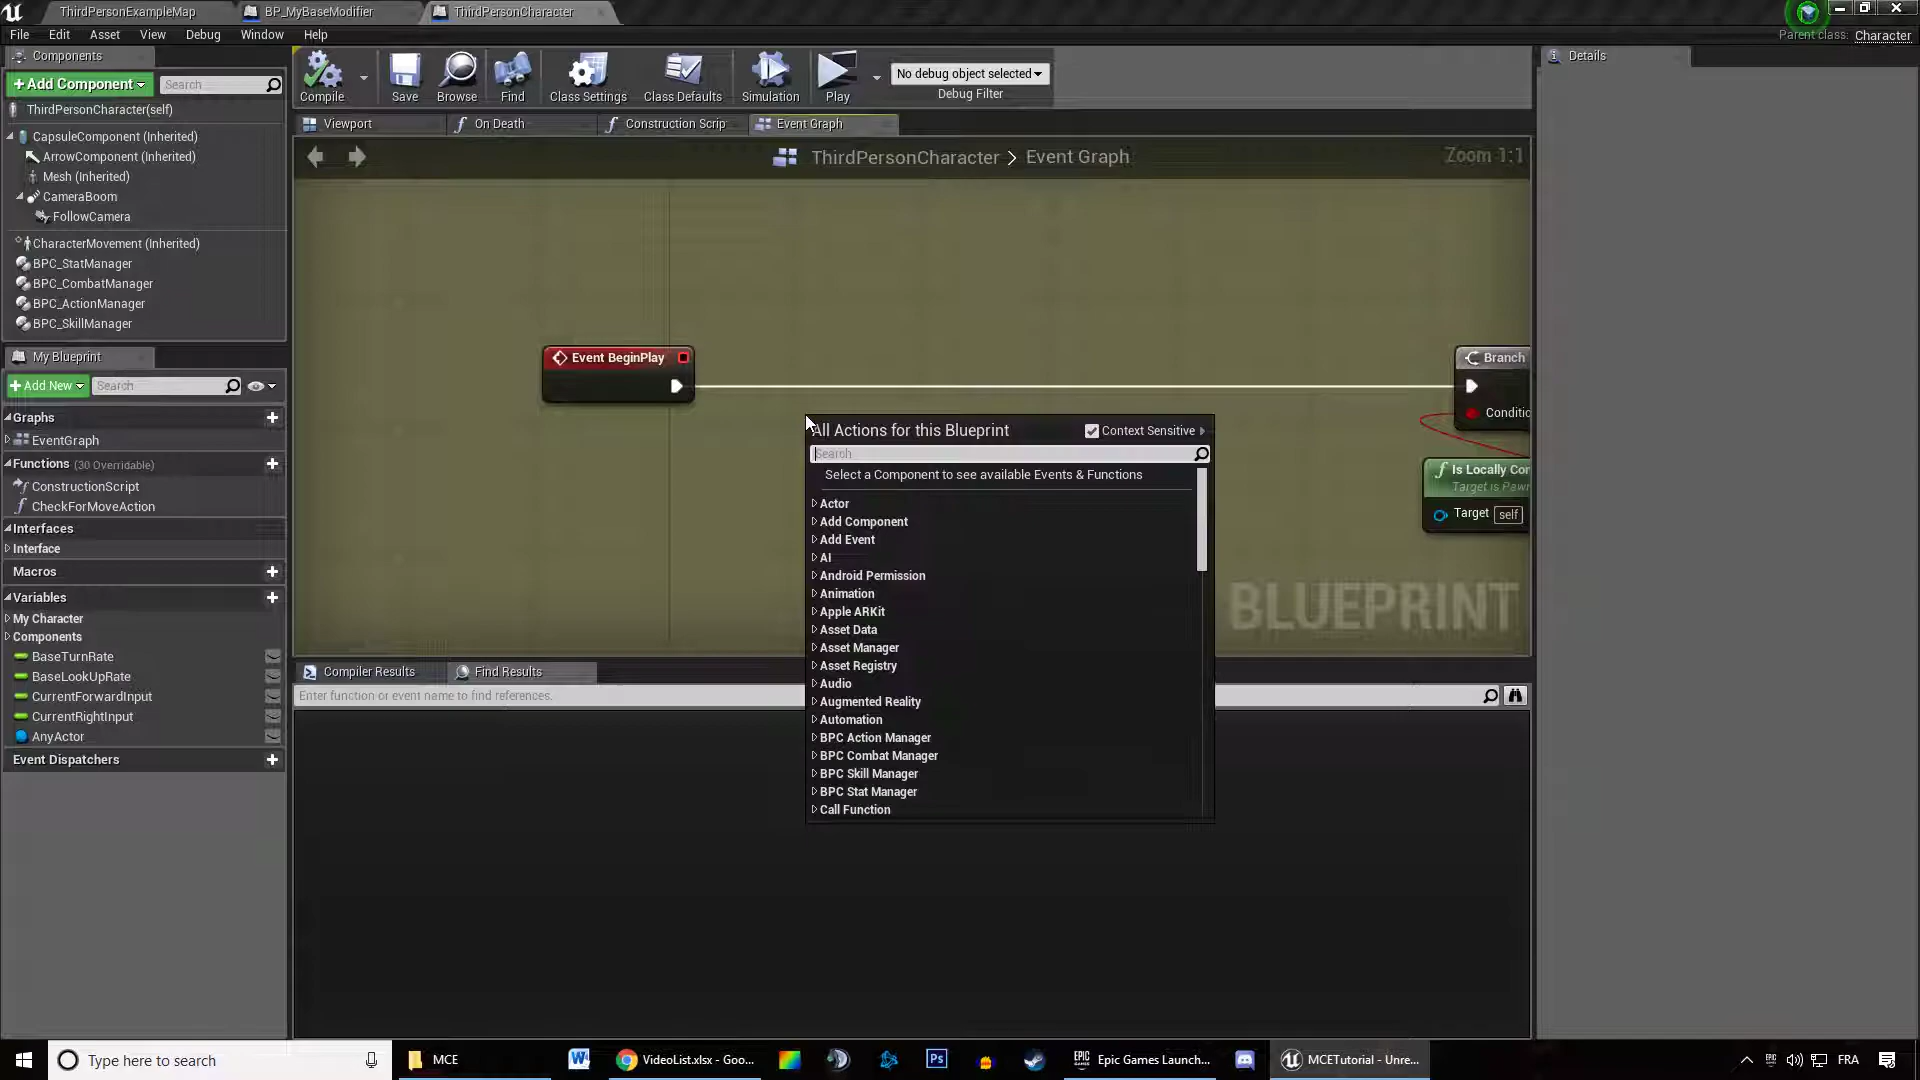 ThirdPersonExampleMap
BP_MyBaseModifier
ThirdPersonCharacter
File Edit Asset View Debug Window Help
Parent class: Character
Components
+Add Component
Search
ThirdPersonCharacter(self)
CapsuleComponent (Inherited)
ArrowComponent (Inherited)
Mesh (Inherited)
CameraBoom
FollowCamera
CharacterMovement (Inherited)
BPC_StatManager
BPC_CombatManager
BPC_ActionManager
BPC_SkillManager
My Blueprint
+Add New
Search
Graphs
EventGraph
Functions (30 Overridable)
ConstructionScript
CheckForMoveAction
Interfaces
Interface
Macros
Variables
My Character
Components
BaseTurnRate
BaseLookUpRate
CurrentForwardInput
CurrentRightInput
AnyActor
Event Dispatchers
Compile
Save
Browse
Find
Class Settings
Class Defaults
Simulation
Play
No debug object selected
Debug Filter
Viewport
On Death
Construction Scrip
Event Graph
ThirdPersonCharacter > Event Graph
Zoom 1:1
Event BeginPlay
Branch
Conditio
Is Locally Con
Target is Pawn
Target self
BLUEPRINT
All Actions for this Blueprint
Context Sensitive
Search
Select a Component to see available Events & Functions
Actor
Add Component
Add Event
AI
Android Permission
Animation
Apple ARKit
Asset Data
Asset Manager
Asset Registry
Audio
Augmented Reality
Automation
BPC Action Manager
BPC Combat Manager
BPC Skill Manager
BPC Stat Manager
Call Function
Compiler Results
Find Results
Enter function or event name to find references.
Details
Type here to search
MCE
VideoList.xlsx - Goo...
Ps
Epic Games Launch...
MCETutorial - Unre...
FRA